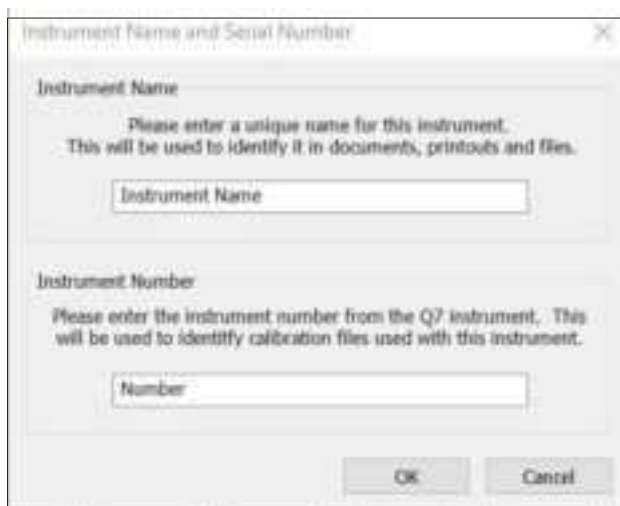 Instrument Name and Serial Number
Instrument Name
Please enter a unique name for this instrument.
This will be used to identify it in documents, printouts and files.
Instrument Name
Instrument Number
Please enter the instrument number from the Q7 instrument. This
will be used to identitfy calibration files used with this instrument.
Number
OK
Cancel